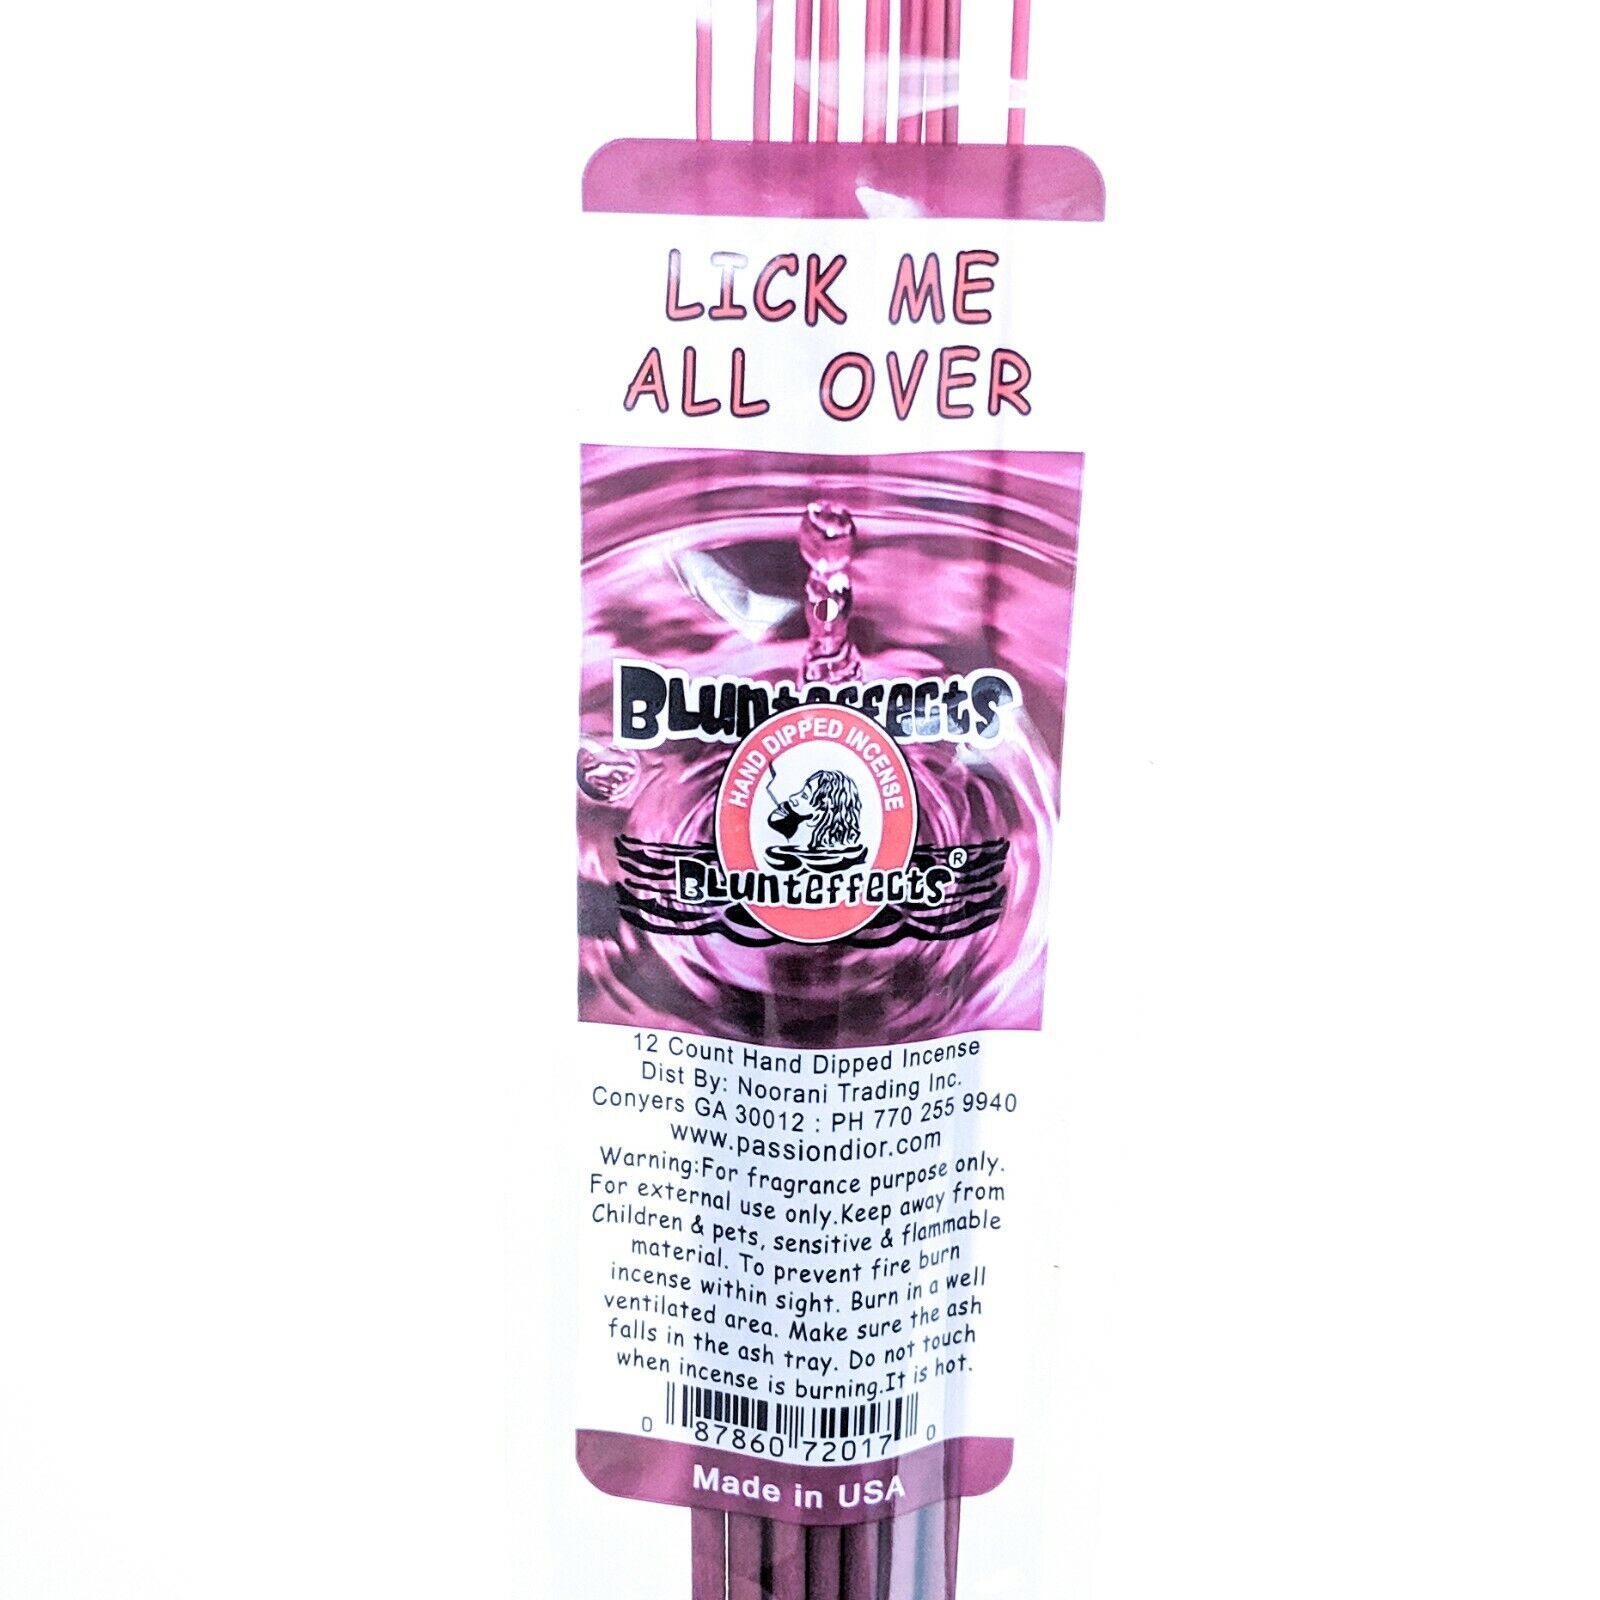 LICK ME
ALL OVER
BLunteffects
HAND DIPPED INCENSE
BLunteffects®
12 Count Hand Dipped Incense
Dist By: Noorani Trading Inc.
Conyers GA 30012 : PH 770 255 9940
www.passiondior.com
Warning:For fragrance purpose only.
For external use only.Keep away from
Children & pets, sensitive & flammable
material. To prevent fire burn
incense within sight. Burn in a well
ventilated area. Make sure the ash
falls in the ash tray. Do not touch
when incense is burning.It is hot.
0 87860 72017 0
Made in USA